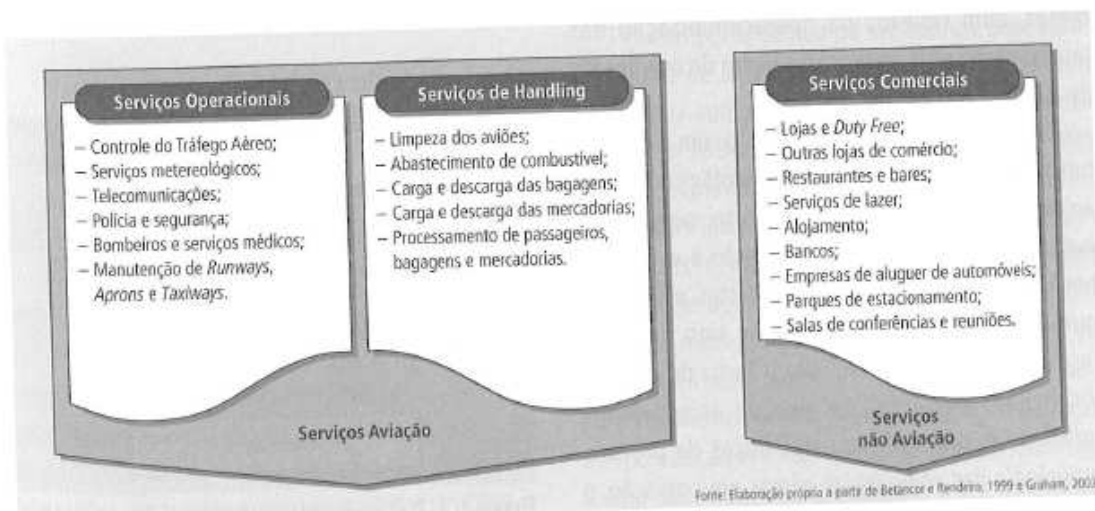 Serviços Operacionais
– Controle do Tráfego Aéreo;
– Serviços metereológicos;
– Telecomunicações;
– Polícia e segurança;
– Bombeiros e serviços médicos;
– Manutenção de Runways,
Aprons e Taxiways.
Serviços de Handling
– Limpeza dos aviões;
– Abastecimento de combustível;
– Carga e descarga das bagagens;
– Carga e descarga das mercadorias;
– Processamento de passageiros,
bagagens e mercadorias.
Serviços Aviação
Serviços Comerciais
– Lojas e Duty Free;
– Outras lojas de comércio;
– Restaurantes e bares;
– Serviços de lazer;
– Alojamento;
– Bancos;
– Empresas de aluguer de automóveis;
– Parques de estacionamento;
– Salas de conferências e reuniões.
Serviços
não Aviação
Fonte: Elaboração própria a partir de Betancor e Rendeiro, 1999 e Graham, 2003